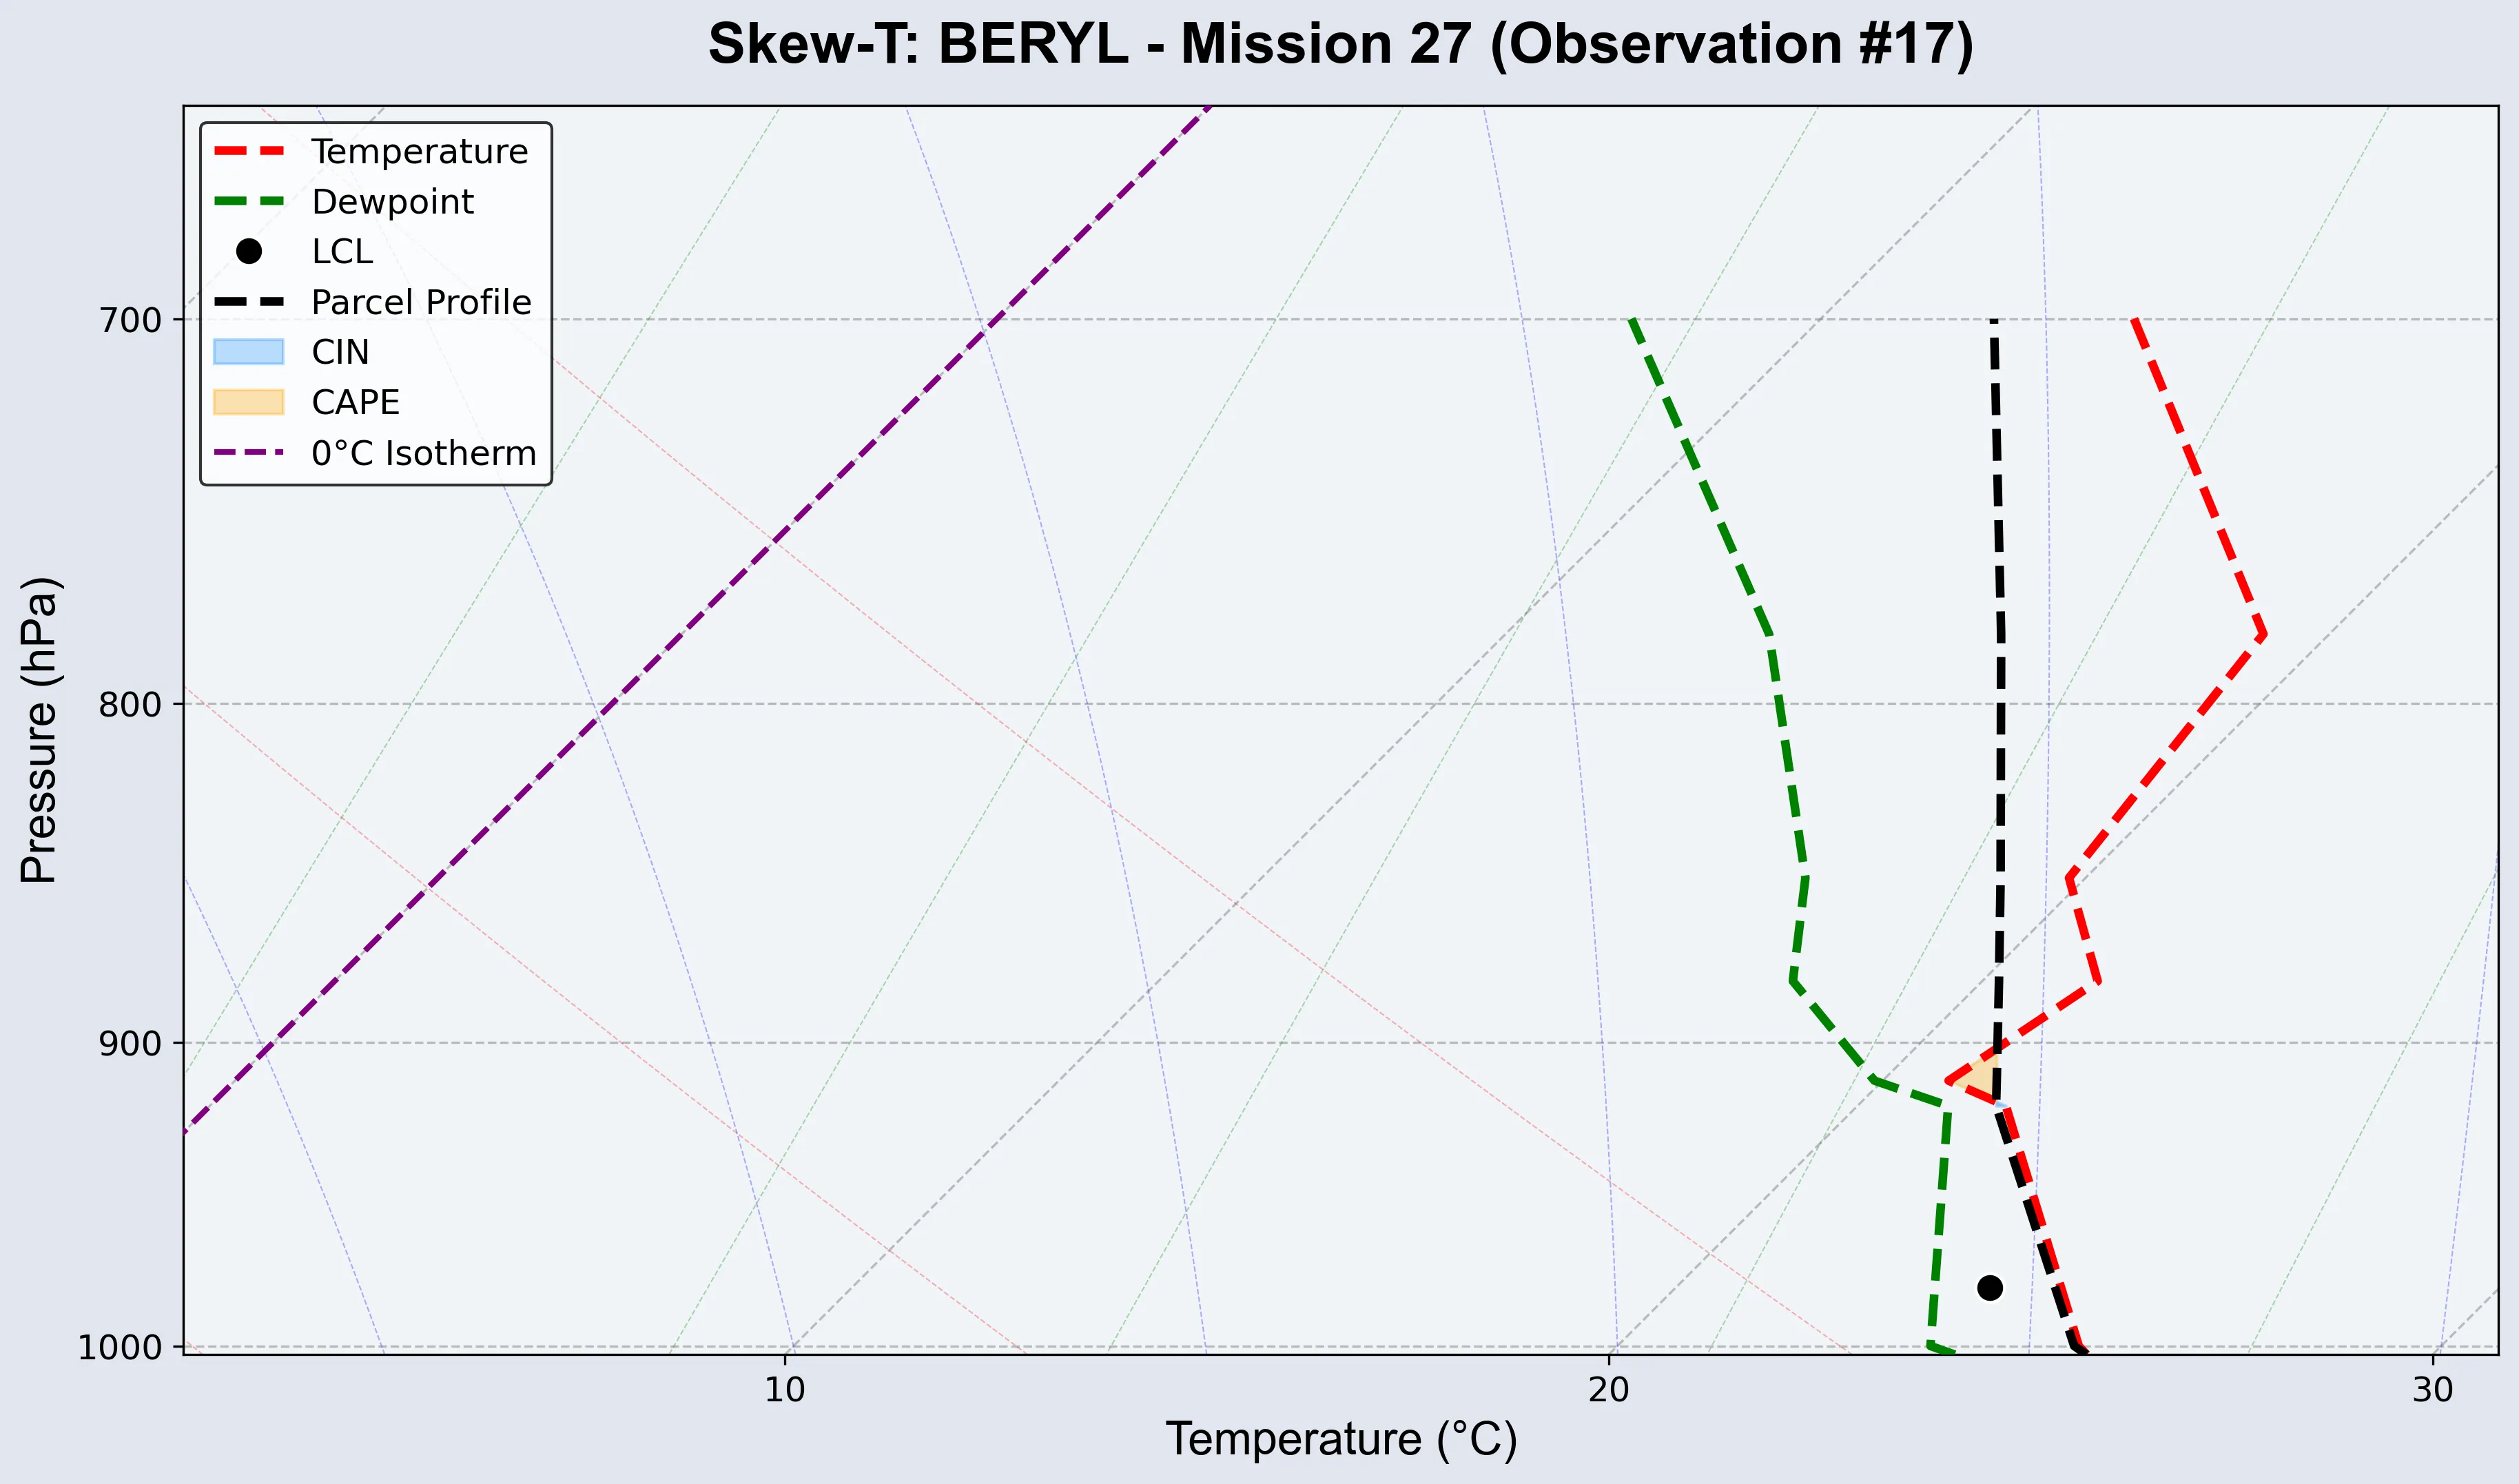 Skew-T: BERYL - Mission 27 (Observation #17)
Temperature
Dewpoint
LCL
Parcel Profile
CIN
CAPE
0°C Isotherm
Pressure (hPa)
700
800
900
1000
10
20
30
Temperature (°C)